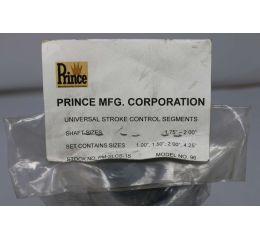 Prince
PRINCE MFG. CORPORATION
UNIVERSAL STROKE CONTROL SEGMENTS
SHAFT SIZES 1.75" - 2.00"
SET CONTAINS SIZES 1.00", 1.50", 2.00", 4.25"
STOCK NO. MODEL NO. 96